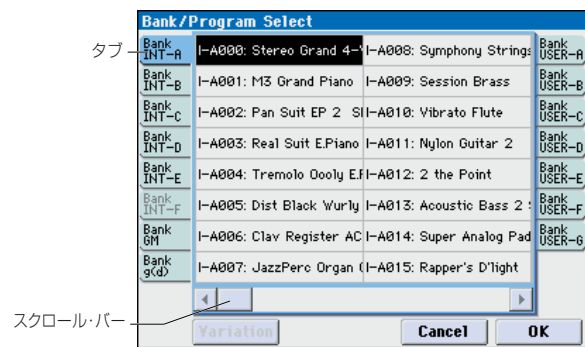 Bank/Program Select
タブ
Bank INT-A
Bank INT-B
Bank INT-C
Bank INT-D
Bank INT-E
Bank INT-F
Bank GM
Bank g(d)
I-A000: Stereo Grand 4-
I-A001: M3 Grand Piano
I-A002: Pan Suit EP 2
I-A003: Real Suit E.Piano
I-A004: Tremolo Oooly E.
I-A005: Dist Black Wurly
I-A006: Clav Register AC
I-A007: JazzPerc Organ
I-A008: Symphony Strings
I-A009: Session Brass
I-A010: Vibrato Flute
I-A011: Nylon Guitar 2
I-A012: 2 the Point
I-A013: Acoustic Bass 2
I-A014: Super Analog Pad
I-A015: Rapper's D'light
Bank USER-A
Bank USER-B
Bank USER-C
Bank USER-D
Bank USER-E
Bank USER-F
Bank USER-G
スクロール・バー
Variation
Cancel
OK